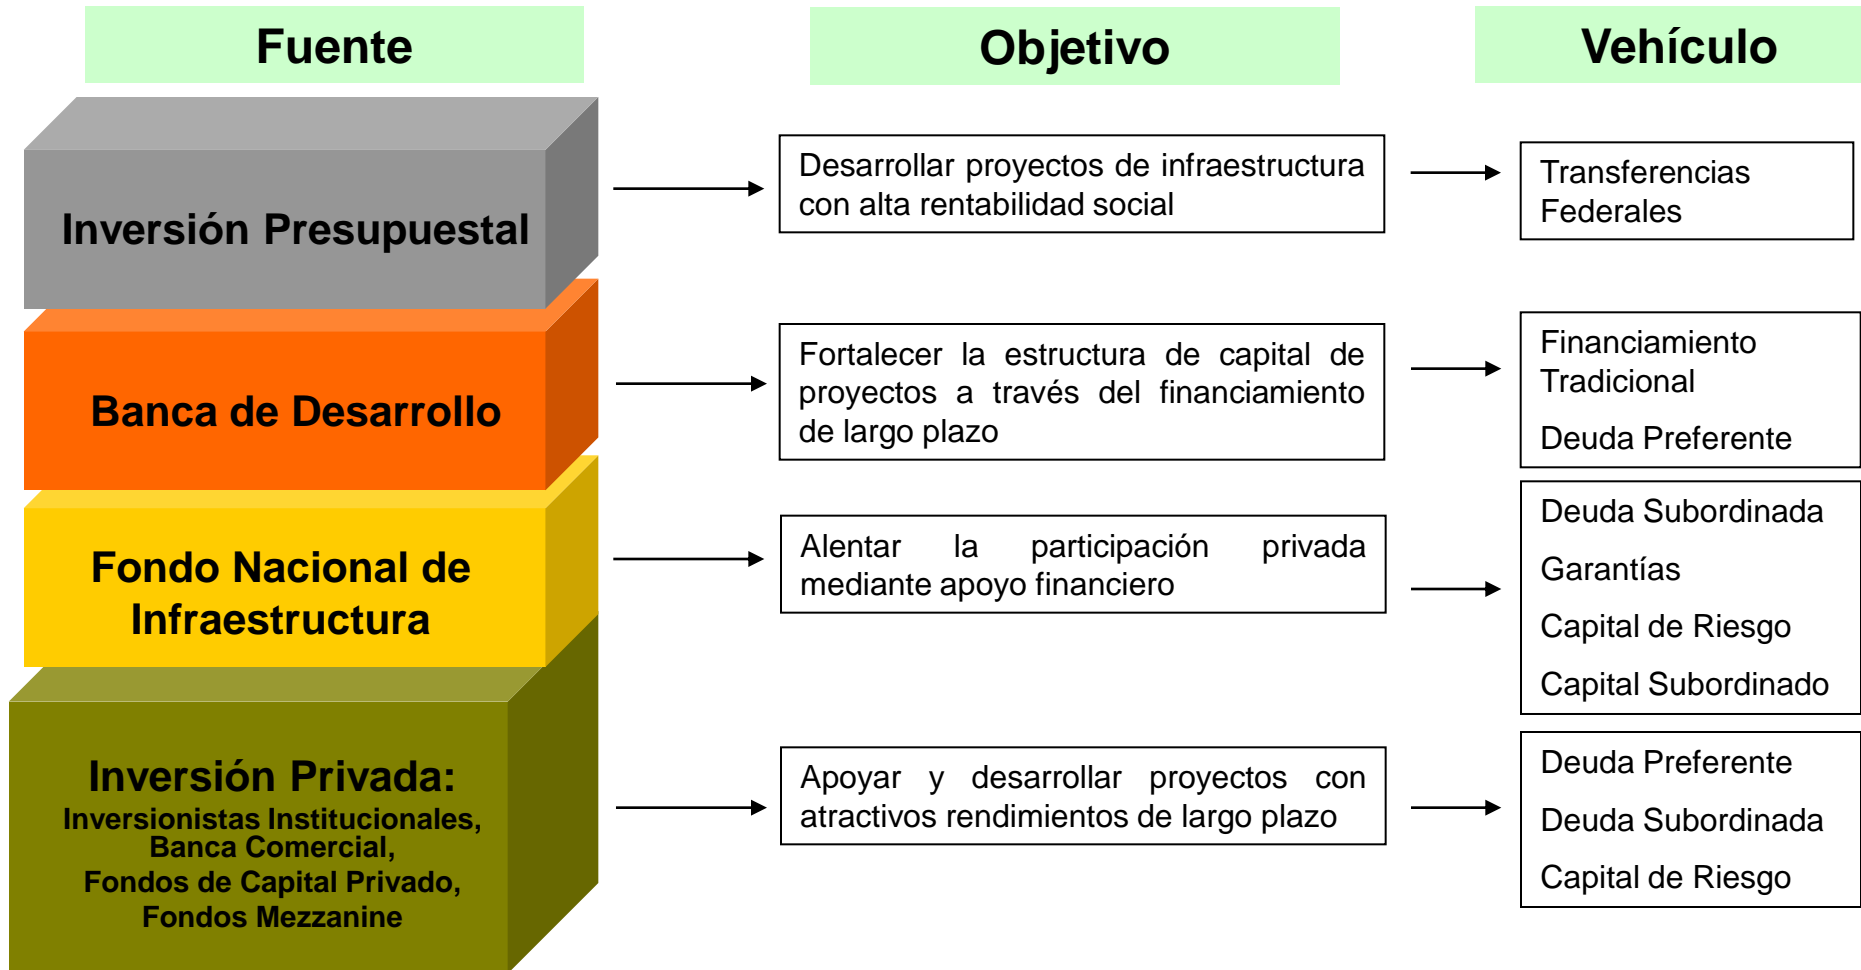 Fuente
Objetivo
Vehículo
Inversión Presupuestal
Desarrollar proyectos de infraestructura
con alta rentabilidad social
Transferencias
Federales
Banca de Desarrollo
Fortalecer la estructura de capital de
proyectos a través del financiamiento
de largo plazo
Financiamiento
Tradicional
Deuda Preferente
Fondo Nacional de
Infraestructura
Alentar la participación privada
mediante apoyo financiero
Deuda Subordinada
Garantías
Capital de Riesgo
Capital Subordinado
Inversión Privada:
Inversionistas Institucionales,
Banca Comercial,
Fondos de Capital Privado,
Fondos Mezzanine
Apoyar y desarrollar proyectos con
atractivos rendimientos de largo plazo
Deuda Preferente
Deuda Subordinada
Capital de Riesgo